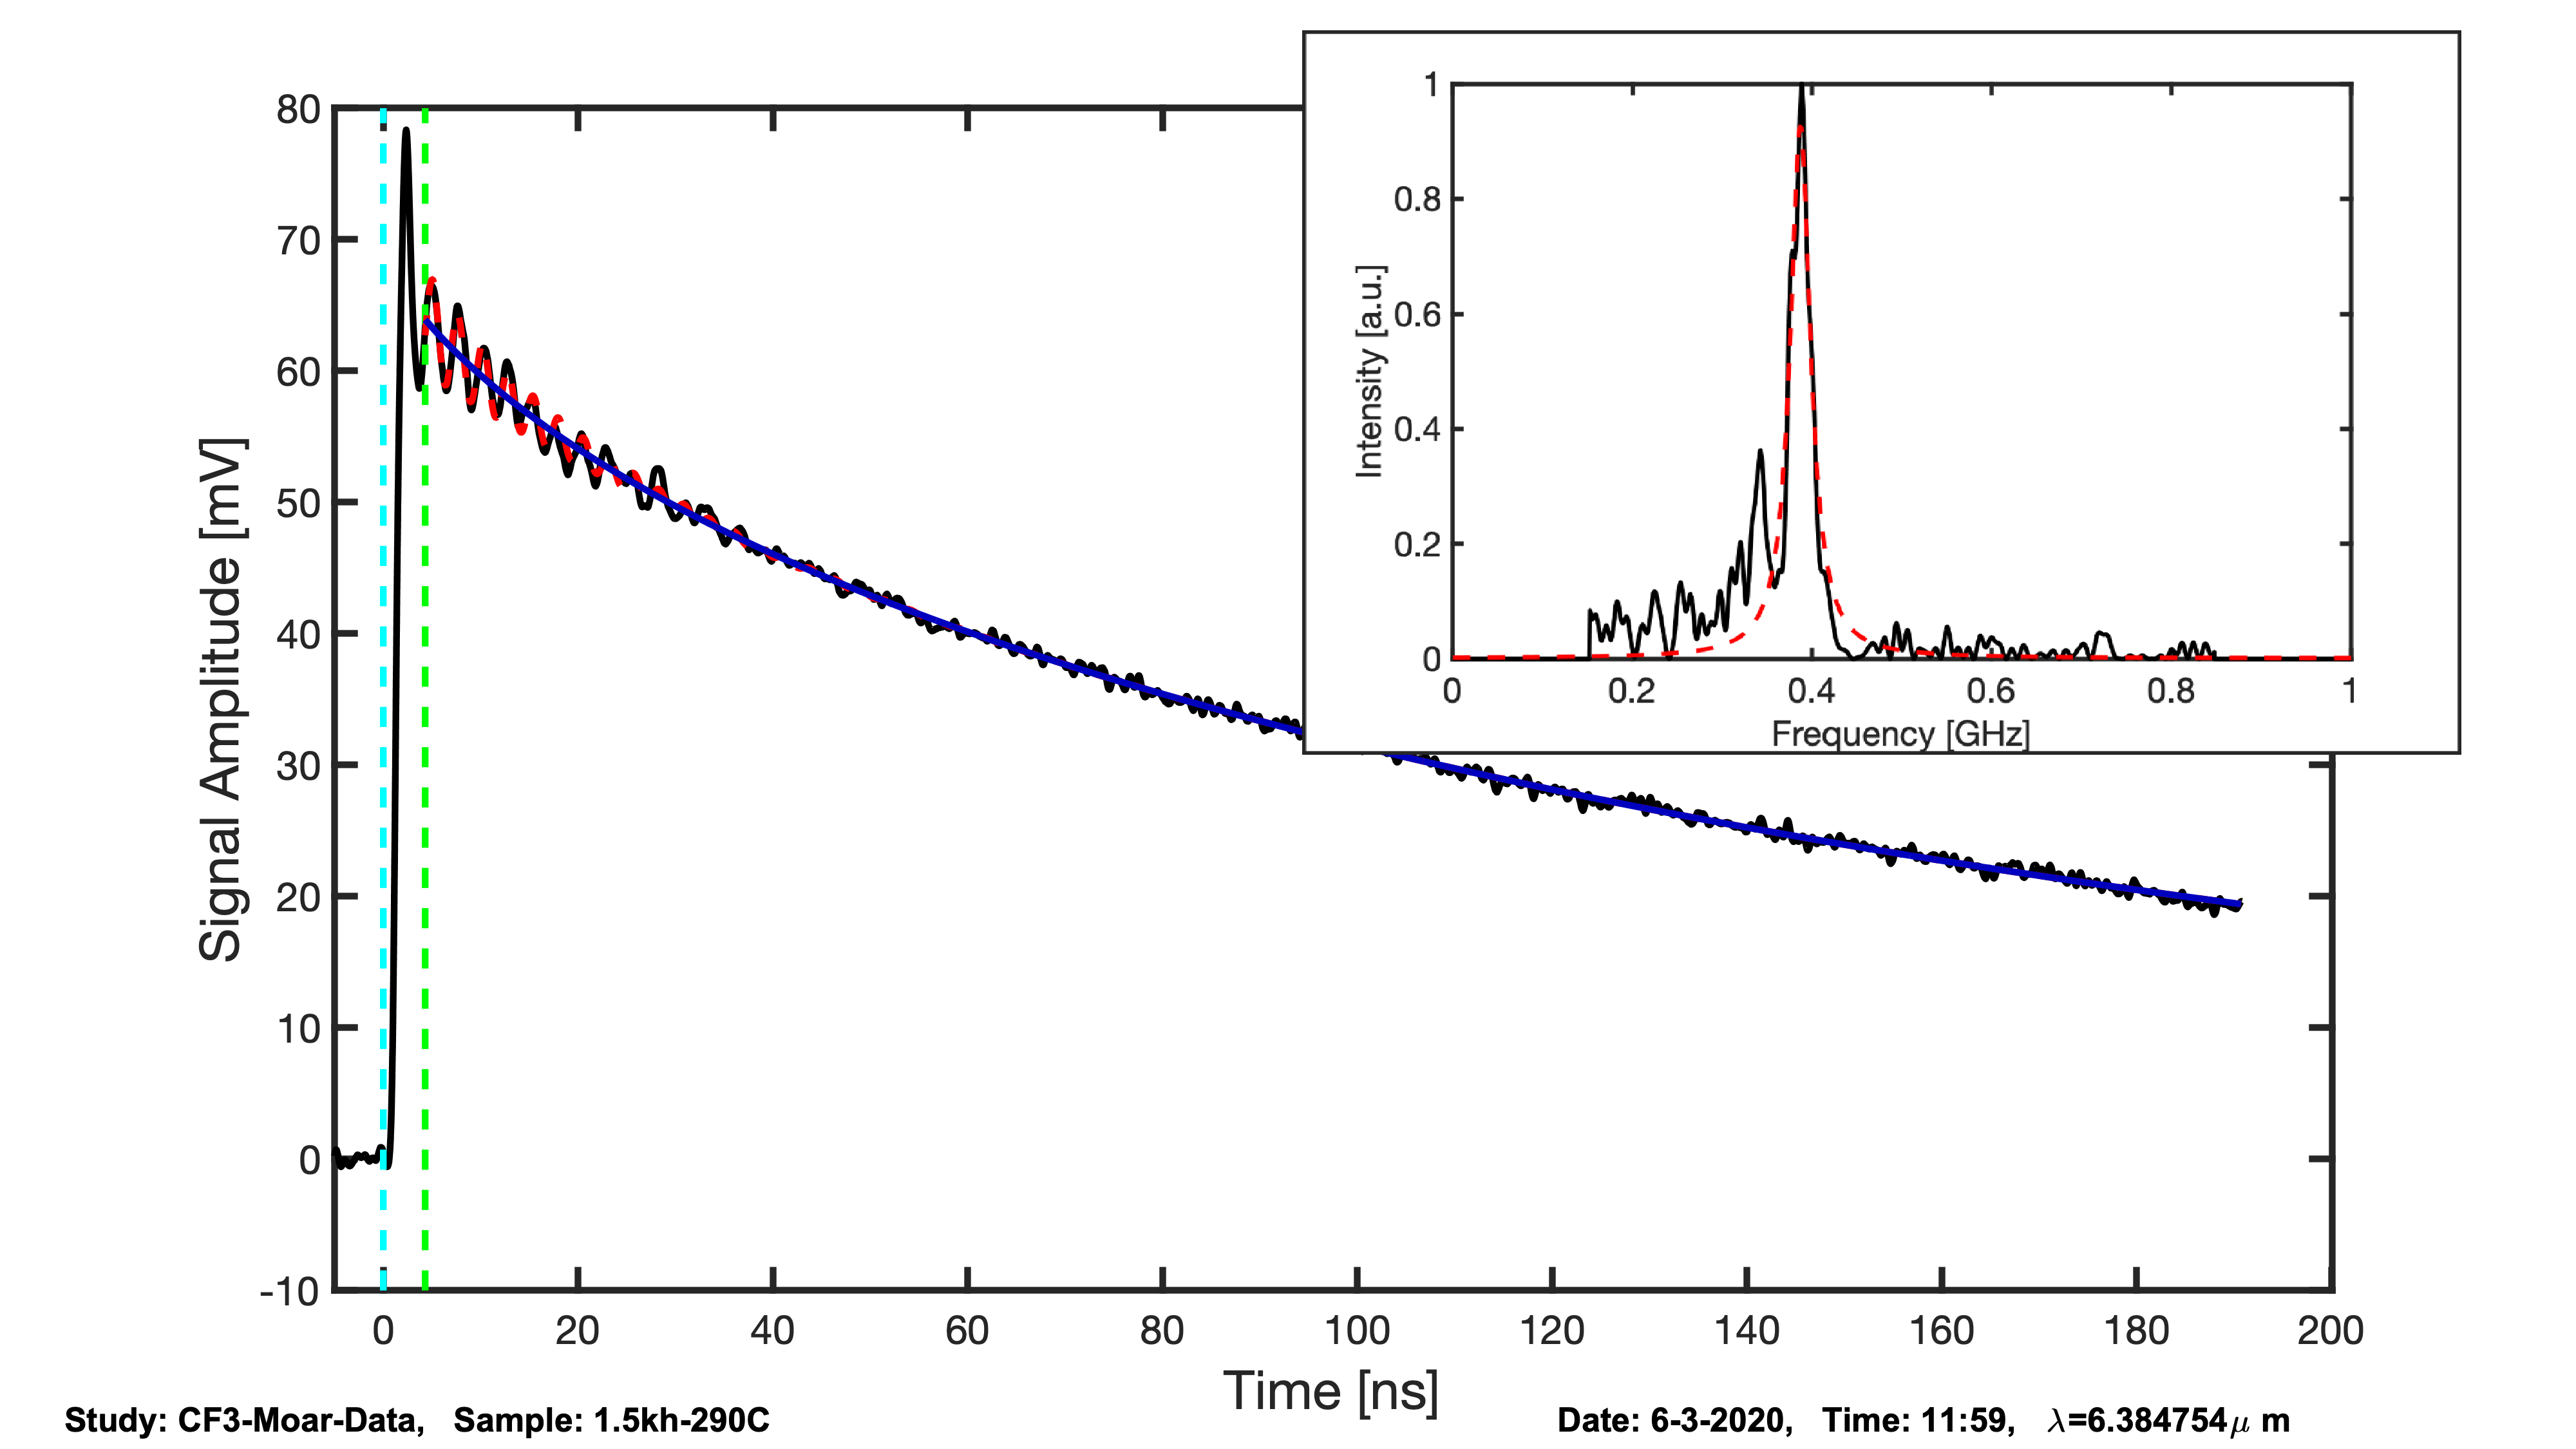 1
0.8
0.6
0.4
0.2
0
Intensity [a.u.]
0 0.2 0.4 0.6 0.8 1
Frequency [GHz]
80
70
60
50
40
30
20
10
0
-10
Signal Amplitude [mV]
0 20 40 60 80 100 120 140 160 180 200
Time [ns]
Study: CF3-Moar-Data, Sample: 1.5kh-290C
Date: 6-3-2020, Time: 11:59, λ=6.384754μ m